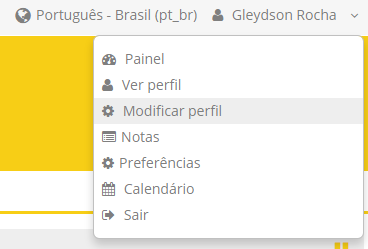 Português - Brasil (pt_br) Gleydson Rocha
Painel
Ver perfil
Modificar perfil
Notas
Preferências
Calendário
Sair